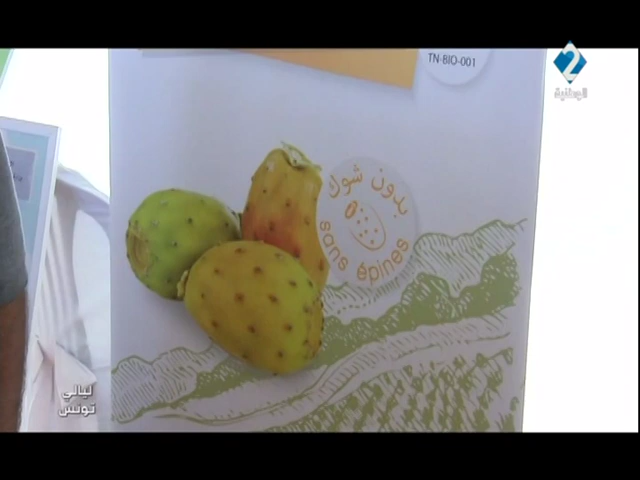 TN-BIO-001
2
الوطنية
بدون شوك
sans épines
ليالي
تونس